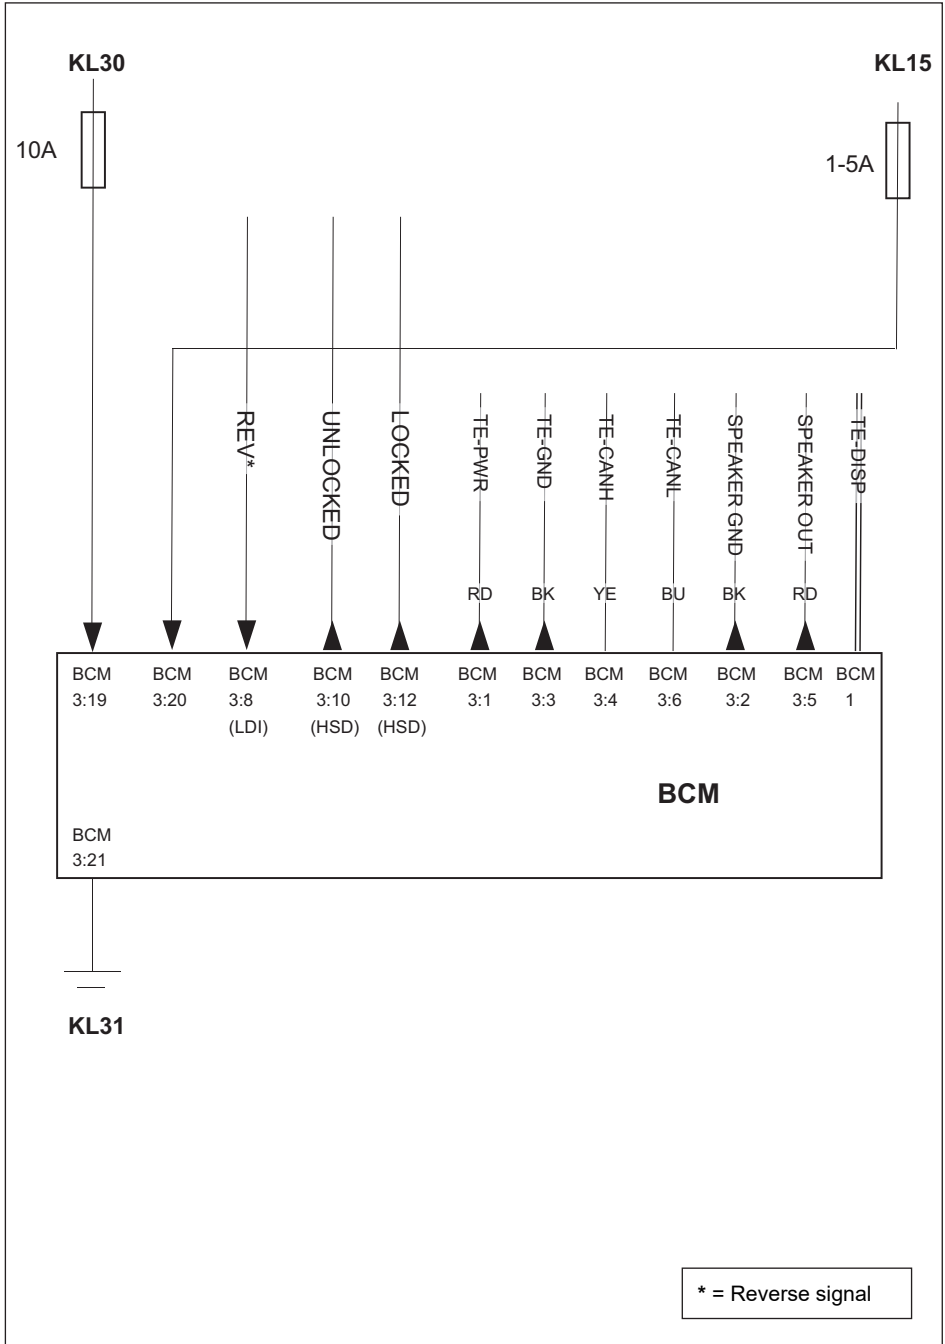 KL30
KL15
10A
1-5A
REV*
UNLOCKED
LOCKED
TE-PWR
TE-GND
TE-CANH
TE-CANL
SPEAKER GND
SPEAKER OUT
TE-DISP
RD
BK
YE
BU
BK
RD
BCM
3:19
BCM
3:20
BCM
3:8
(LDI)
BCM
3:10
(HSD)
BCM
3:12
(HSD)
BCM
3:1
BCM
3:3
BCM
3:4
BCM
3:6
BCM
3:2
BCM
3:5
BCM
1
BCM
BCM
3:21
KL31
* = Reverse signal